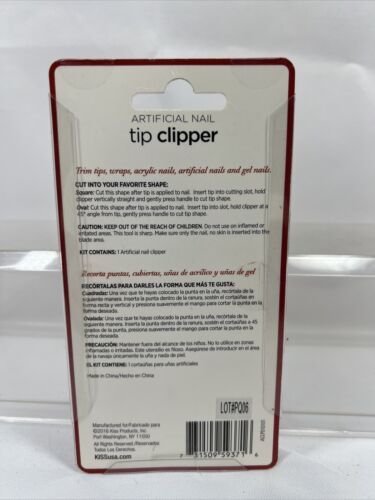 ARTIFICIAL NAIL
tip clipper
Trim tips, wraps, acrylic nails, artificial nails and gel nails.
CUT INTO YOUR FAVORITE SHAPE:
Square: Cut this shape after tip is applied to nail. Insert tip into cutting slot, hold
clipper vertically straight and gently press handle to cut tip shape.
Oval: Cut this shape after tip is applied to nail. Insert tip into slot, hold clipper at a
45° angle from tip, gently press handle to cut tip shape.
CAUTION: KEEP OUT OF THE REACH OF CHILDREN. Do not use on inflamed or
irritated areas. This tool is sharp. Make sure only the nail, no skin is inserted into the
blade area.
KIT CONTAINS: 1 Artificial nail clipper
Recorta puntas, cubiertas, uñas de acrílico y uñas de gel
RECÓRTALAS PARA DARLES LA FORMA QUE MÁS TE GUSTA:
Cuadradas: Una vez que te hayas colocado la punta en la uña, recórtala de la
siguiente manera. Inserta la punta dentro de la ranura, sostén el cortauñas en
forma vertical y recta y presiona suavemente el mango para cortar la punta en la
forma deseada.
Ovalada: Una vez que te hayas colocado la punta en la uña, recórtala de la
siguiente manera. Inserta la punta dentro de la ranura, sostén el cortauñas a 45
grados de la punta, y presiona suavemente el mango para cortar la punta en la
forma deseada.
PRECAUCIÓN: Mantener fuera del alcance de los niños. No lo utilice en zonas
inflamadas o irritadas. Este utensilio es filoso. Asegúrese de introducir en el área
de la navaja únicamente la uña y nada de piel.
EL KIT CONTIENE: 1 cortauñas para uñas artificiales
Made in China/Hecho en China
Manufactured for/Fabricado para
©2016 Kiss Products, Inc.
Port Washington, NY 11050
All Rights Reserved./Reservados
Todos Los Derechos.
KISSusa.com
LOT#PQ06
7 31509 59371 6